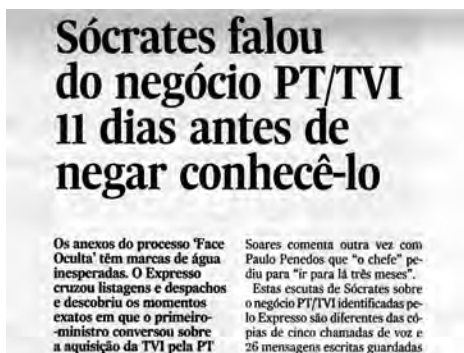 Sócrates falou
do negócio PT/TVI
11 dias antes de
negar conhecê-lo
Os anexos do processo 'Face
Oculta' têm marcas de água
inesperadas. O Expresso
cruzou listagens e despachos
e descobriu os momentos
exatos em que o primeiro-
-ministro conversou sobre
a aquisição da TVI pela PT
Soares comenta outra vez com
Paulo Penedos que "o chefe" pe-
diu para "ir para lá três meses".
Estas escutas de Sócrates sobre
o negócio PT/TVI identificadas pe-
lo Expresso são diferentes das có-
pias de cinco chamadas de voz e
26 mensagens escritas guardadas